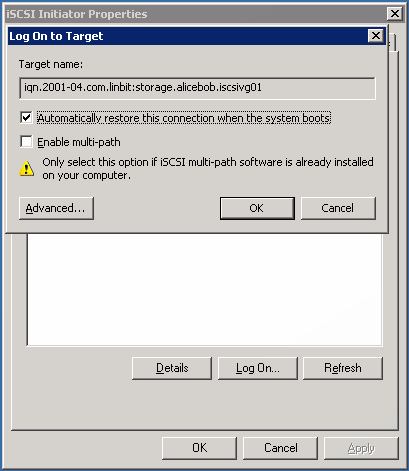 iSCSI Initiator Properties
Log On to Target
Target name:
iqn.2001-04.com.linbit:storage.alicebob.iscsivg01
Automatically restore this connection when the system boots
Enable multi-path
Only select this option if iSCSI multi-path software is already installed
on your computer.
Advanced...
OK
Cancel
Details
Log On...
Refresh
OK
Cancel
Apply